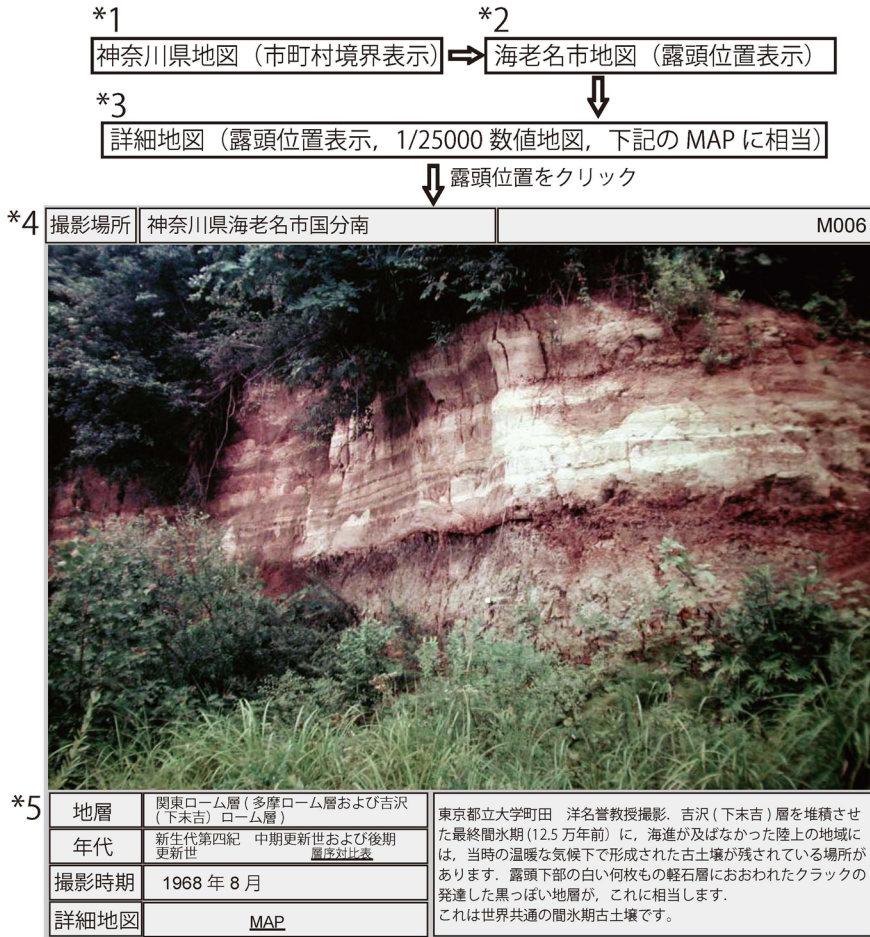 *1
神奈川県地図（市町村境界表示）
*2
海老名市地図（露頭位置表示）
*3
詳細地図（露頭位置表示，1/25000 数値地図，下記の MAP に相当）
露頭位置をクリック
*4
撮影場所 神奈川県海老名市国分南 M006
*5
地層 関東ローム層 ( 多摩ローム層および吉沢
( 下末吉）ローム層 )
年代 新生代第四紀　中期更新世および後期
更新世 層序対比表
撮影時期 1968 年 8 月
詳細地図 MAP
東京都立大学町田　洋名誉教授撮影．吉沢 ( 下末吉 ) 層を堆積させ
た最終間氷期 (12.5 万年前 ) に，海進が及ばなかった陸上の地域に
は，当時の温暖な気候下で形成された古土壌が残されている場所が
あります．露頭下部の白い何枚もの軽石層におおわれたクラックの
発達した黒っぽい地層が，これに相当します．
これは世界共通の間氷期古土壌です。